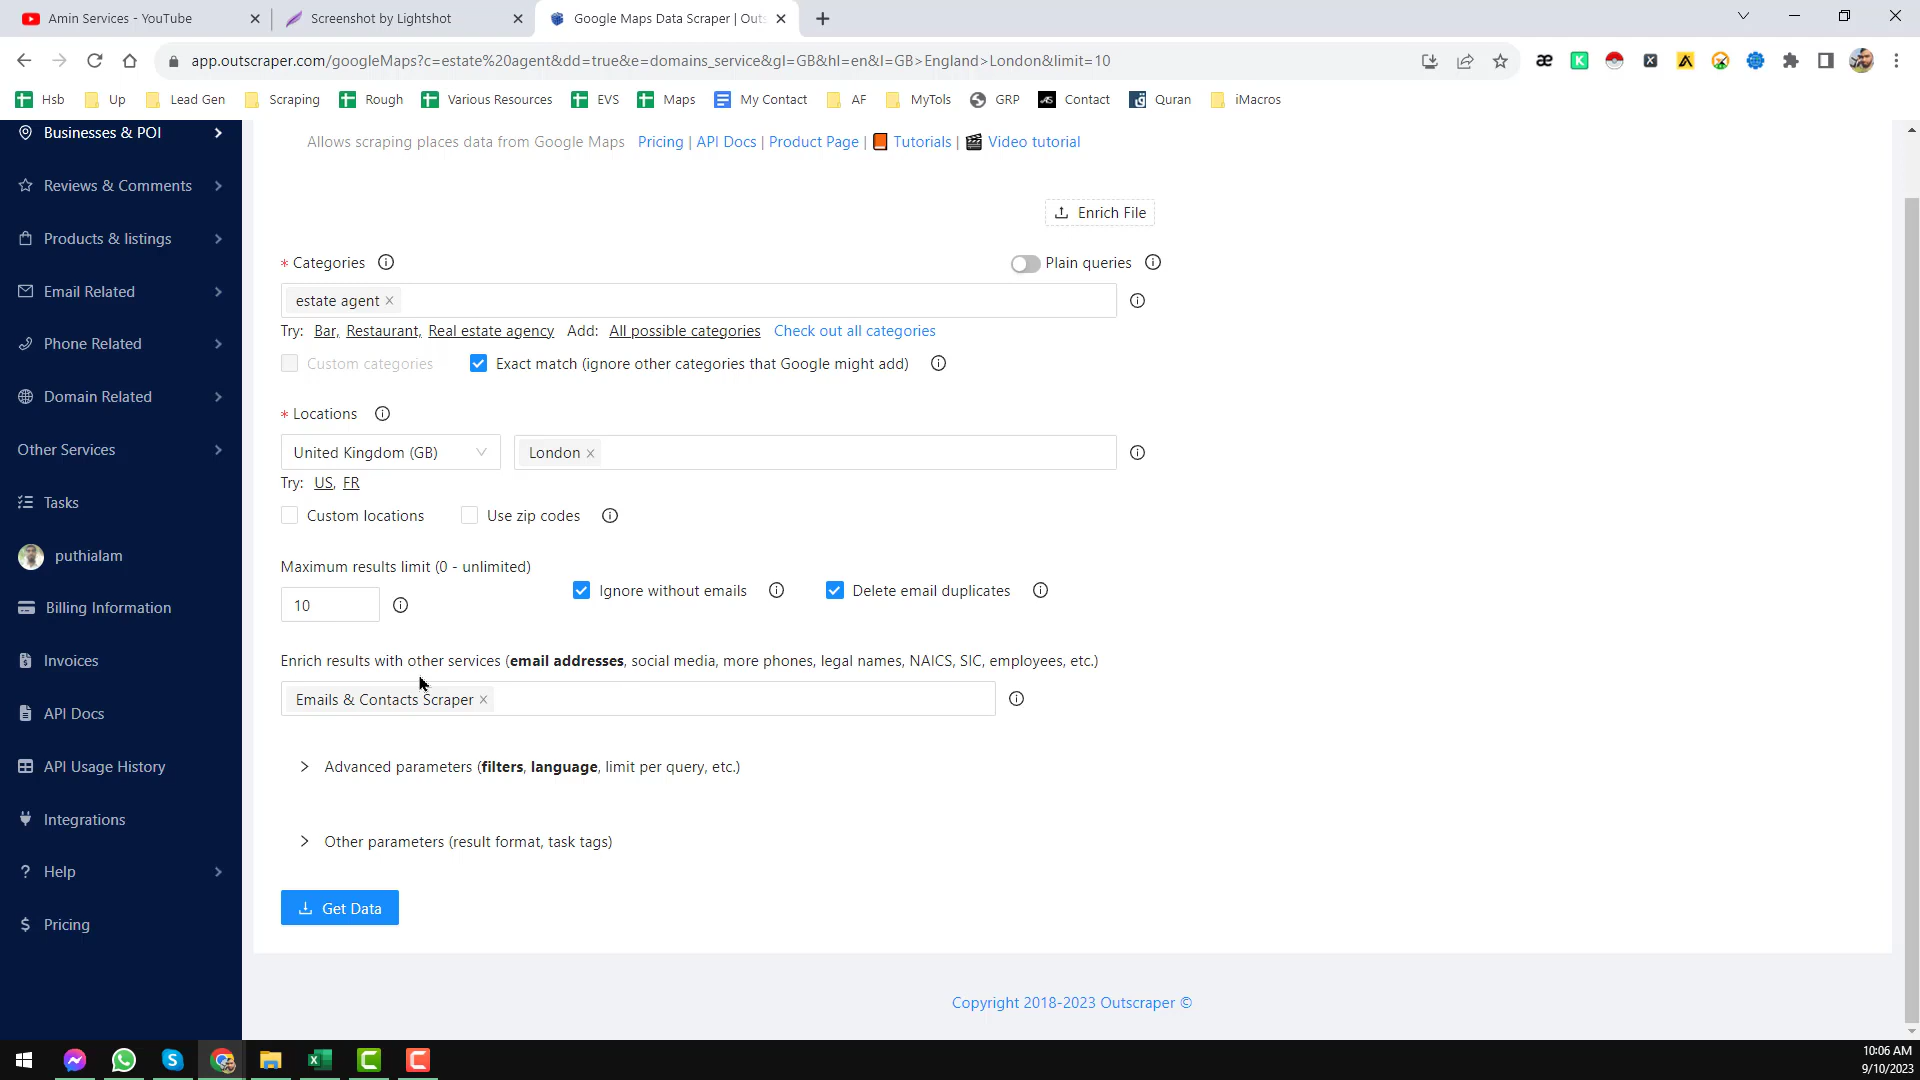 Amin Services - YouTube
Screenshot by Lightshot
Google Maps Data Scraper | Outs
app.outscraper.com/googleMaps?c=estate%20agent&dd=true&e=domains_service&gl=GB&hl=en&l=GB>England>London&limit=10
Hsb Up Lead Gen Scraping Rough Various Resources EVS Maps My Contact AF MyTols GRP Contact Quran iMacros
Businesses & POI
Reviews & Comments
Products & listings
Email Related
Phone Related
Domain Related
Other Services
Tasks
puthialam
Billing Information
Invoices
API Docs
API Usage History
Integrations
? Help
$ Pricing
Allows scraping places data from Google Maps Pricing | API Docs | Product Page | Tutorials | Video tutorial
Enrich File
* Categories
Plain queries
estate agent ×
Try: Bar, Restaurant, Real estate agency Add: All possible categories Check out all categories
Custom categories
Exact match (ignore other categories that Google might add)
* Locations
United Kingdom (GB)
London ×
Try: US, FR
Custom locations
Use zip codes
Maximum results limit (0 - unlimited)
10
Ignore without emails
Delete email duplicates
Enrich results with other services (email addresses, social media, more phones, legal names, NAICS, SIC, employees, etc.)
Emails & Contacts Scraper ×
Advanced parameters (filters, language, limit per query, etc.)
Other parameters (result format, task tags)
Get Data
Copyright 2018-2023 Outscraper ©
10:06 AM
9/10/2023